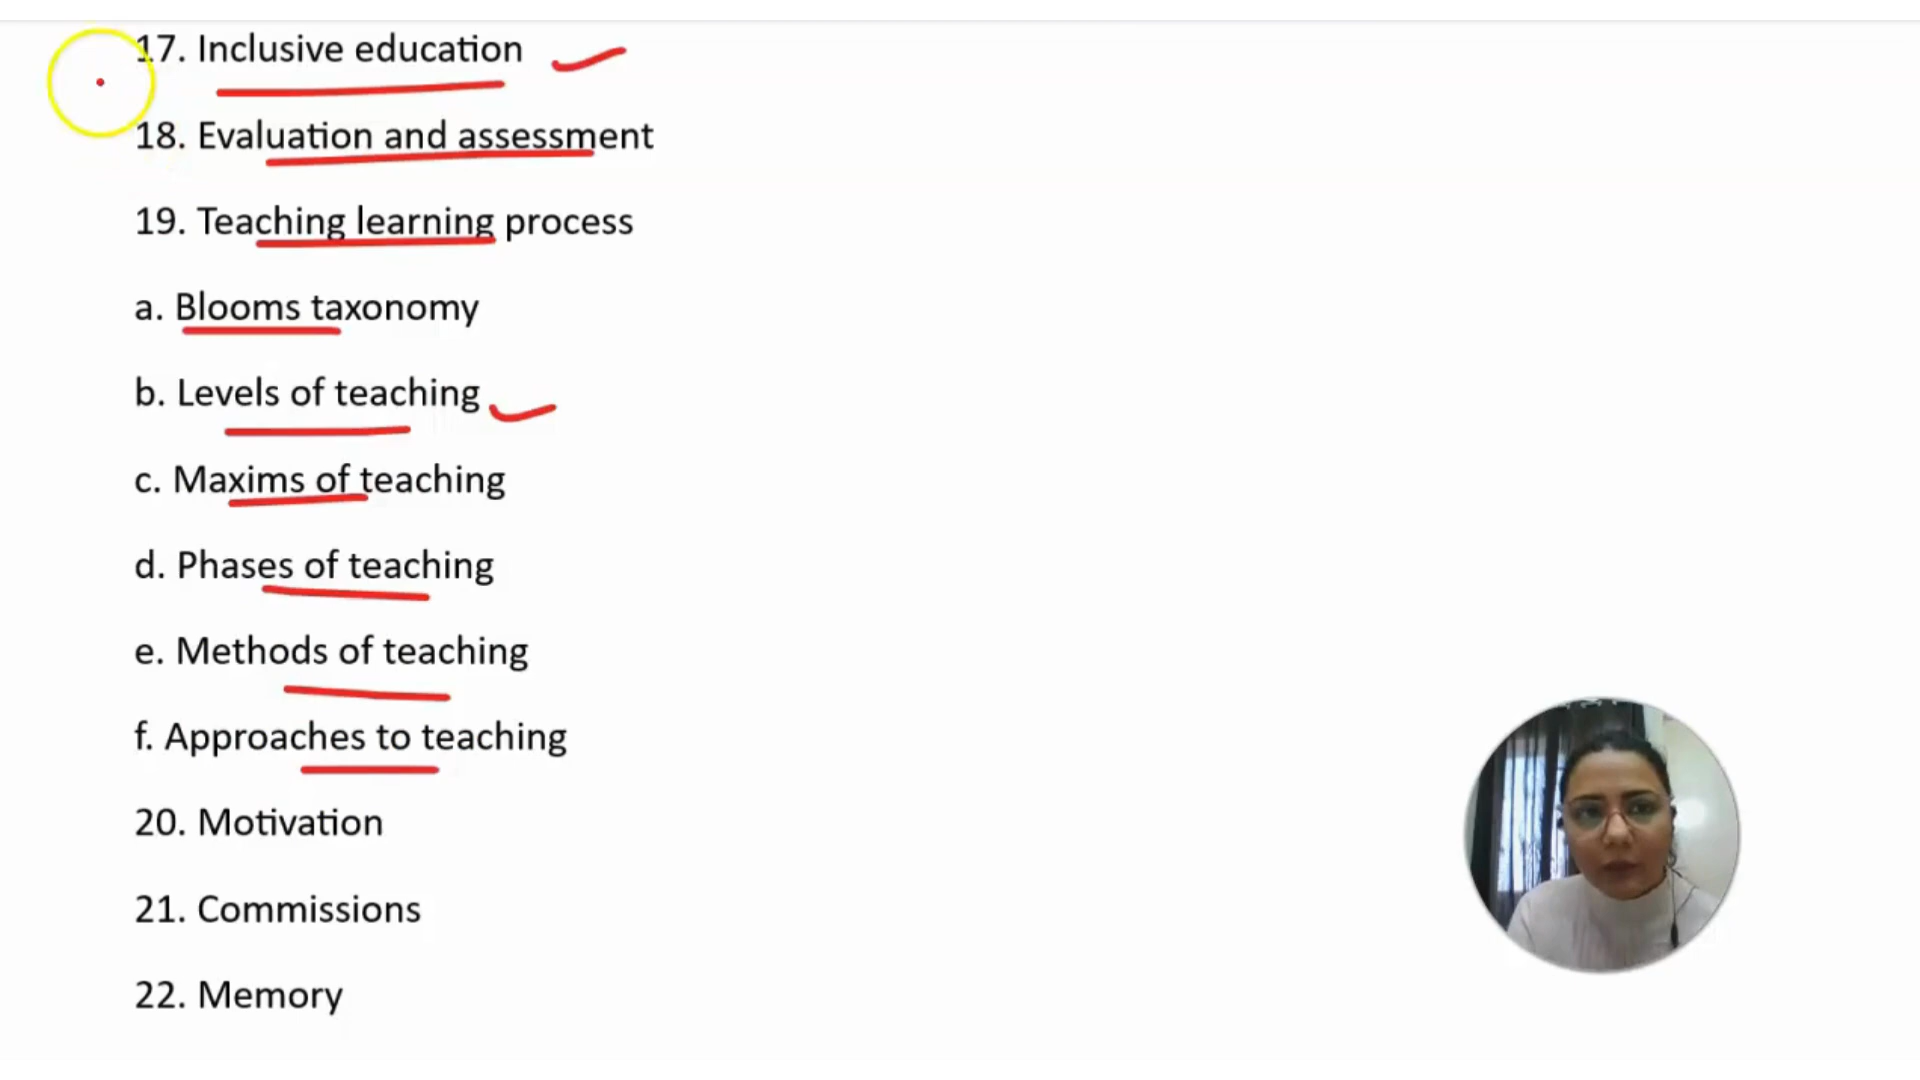 17. Inclusive education
18. Evaluation and assessment
19. Teaching learning process
a. Blooms taxonomy
b. Levels of teaching
c. Maxims of teaching
d. Phases of teaching
e. Methods of teaching
f. Approaches to teaching
20. Motivation
21. Commissions
22. Memory